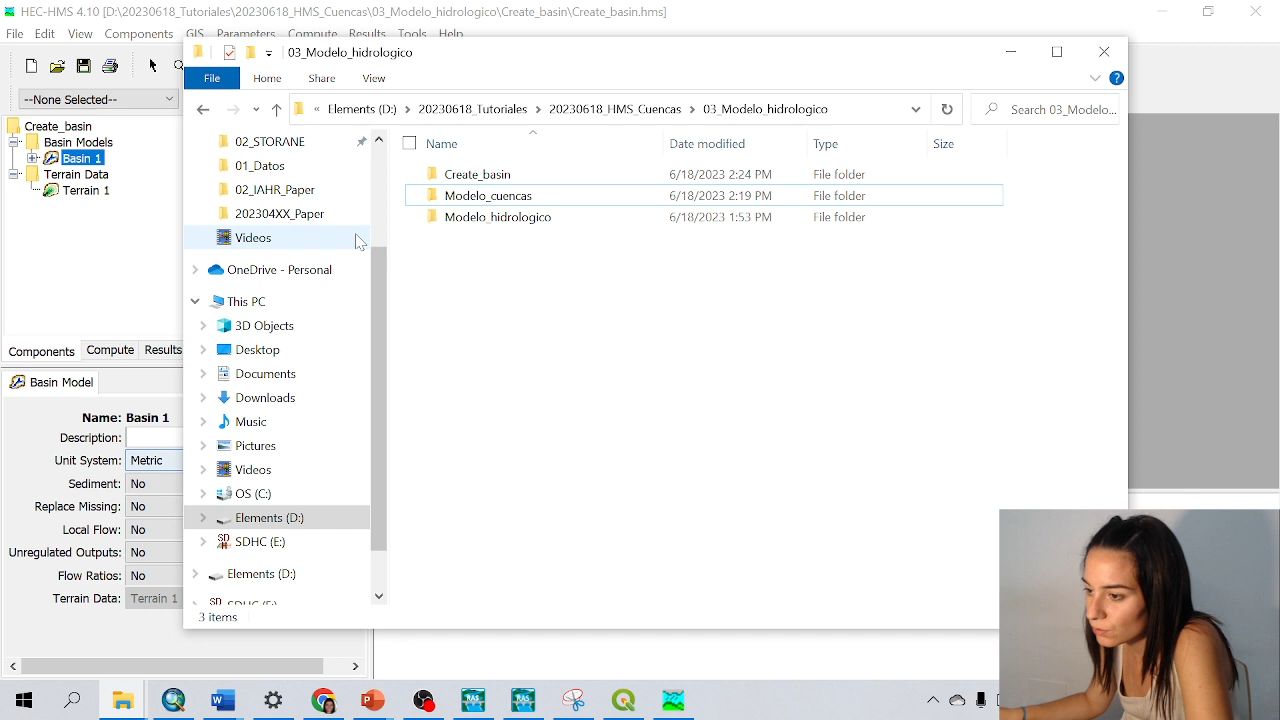 HEC-HMS 4.10 [D:\20230618_Tutoriales\20230618_HMS_Cuencas\03_Modelo_hidrologico\Create_basin\Create_basin.hms]
File Edit View Components GIS Parameters Compute Results Tools Help
03_Modelo_hidrologico
File Home Share View
--None Selected--
« Elements (D:) > 20230618_Tutoriales > 20230618_HMS_Cuencas > 03_Modelo_hidrologico
Search 03_Modelo...
Create_basin
Basin Models
Basin 1
Terrain Data
Terrain 1
Components Compute Results
02_STORANE
01_Datos
02_IAHR_Paper
202304XX_Paper
Videos
OneDrive - Personal
This PC
3D Objects
Desktop
Documents
Downloads
Music
Pictures
Videos
OS (C:)
Elements (D:)
SDHC (E:)
Elements (D:)
SDHC (E:)
3 items
Name Date modified Type Size
Create_basin 6/18/2023 2:24 PM File folder
Modelo_cuencas 6/18/2023 2:19 PM File folder
Modelo_hidrologico 6/18/2023 1:53 PM File folder
Basin Model
Name: Basin 1
Description:
Unit System: Metric
Sediment: No
Replace Missing: No
Local Flow: No
Unregulated Outputs: No
Flow Ratios: No
Terrain Data: Terrain 1
RAS
RAS